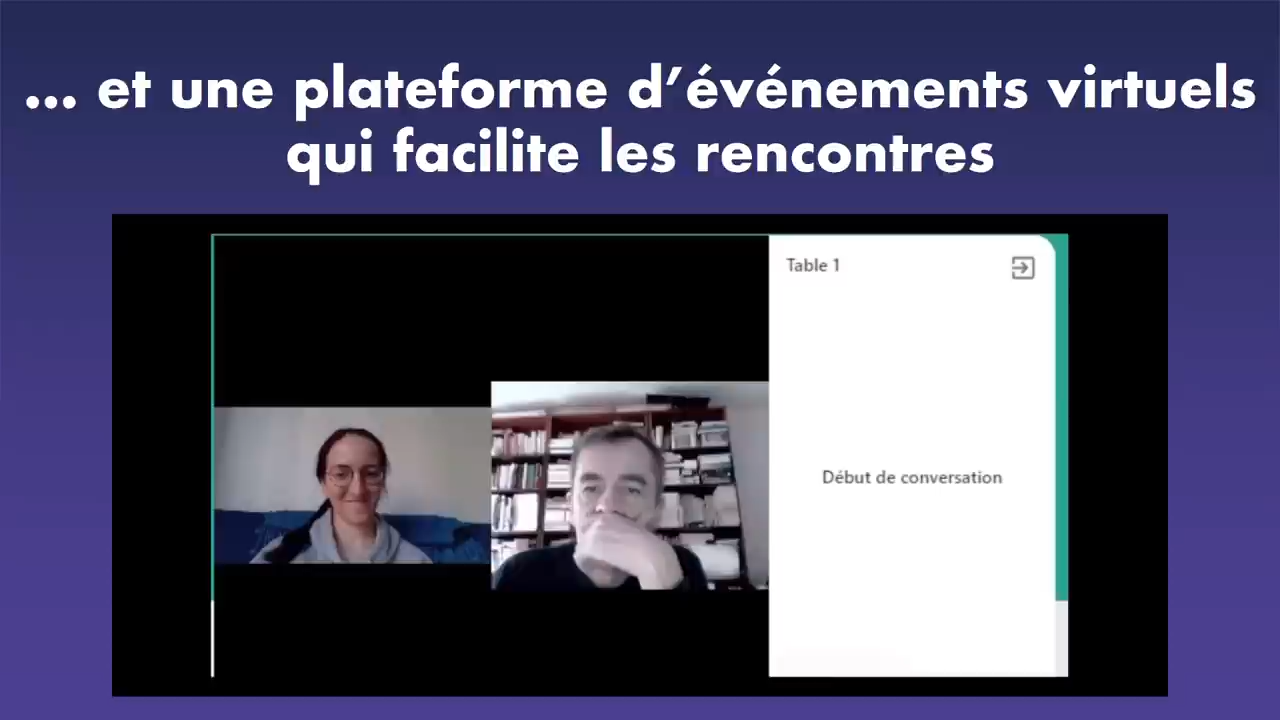 ... et une plateforme d’événements virtuels
qui facilite les rencontres
Table 1
Début de conversation